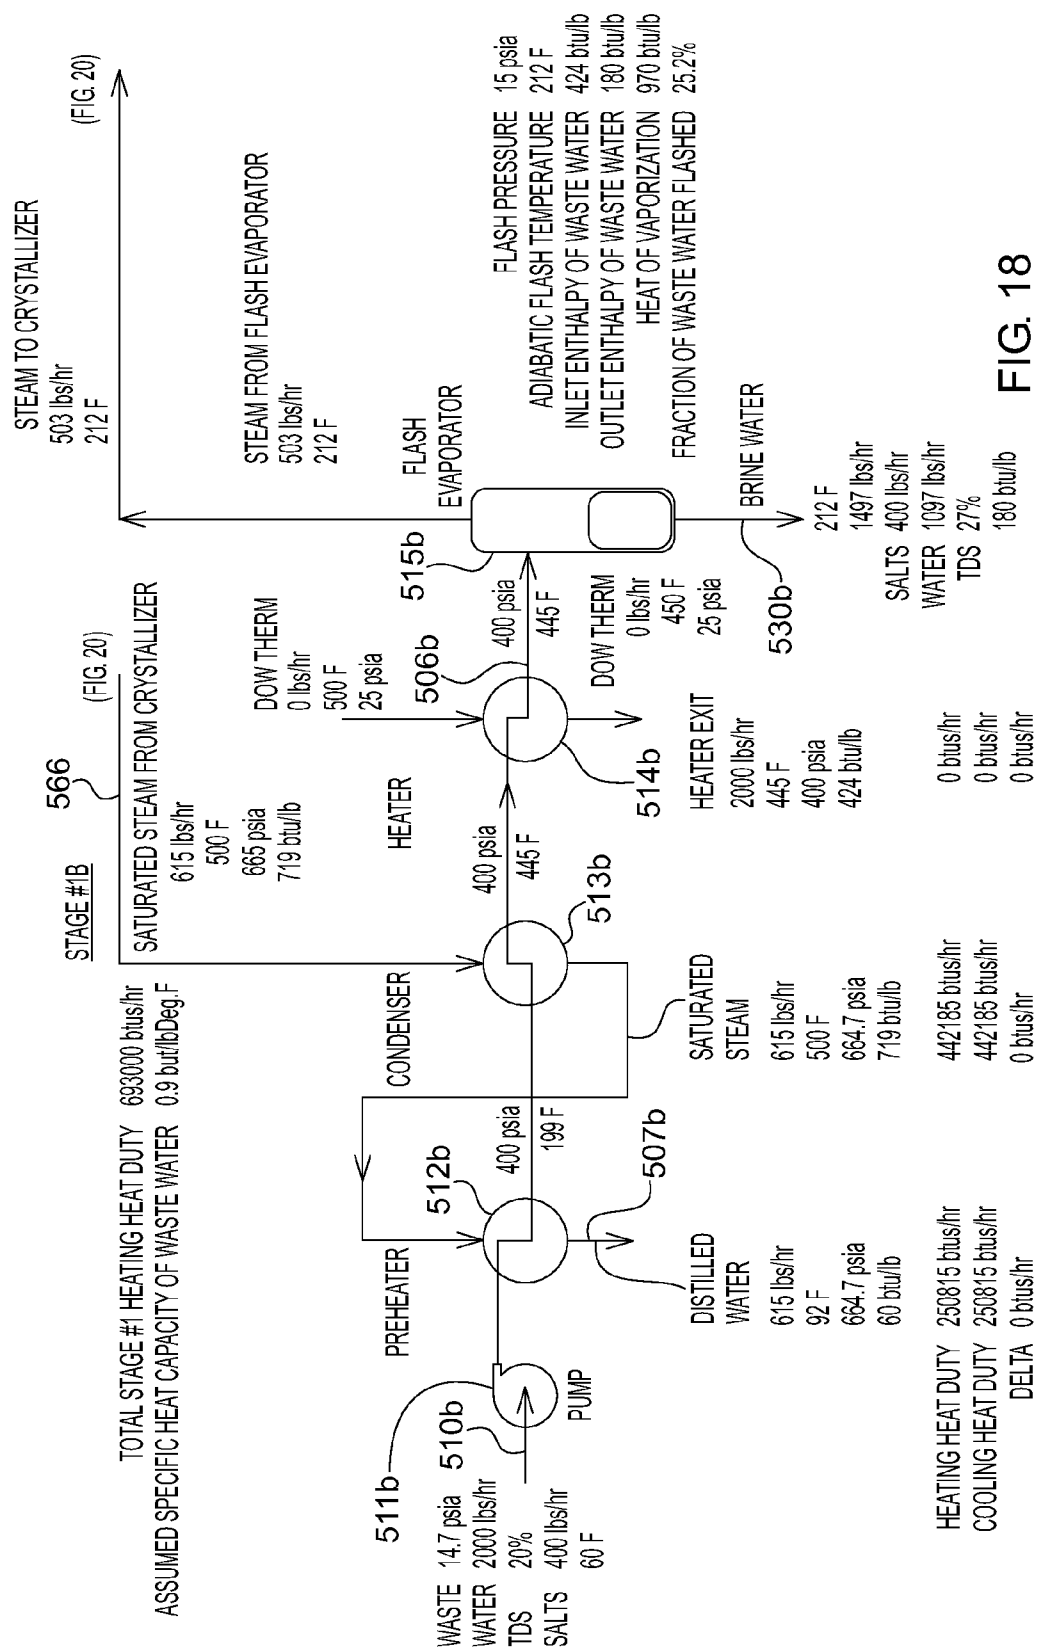 STAGE #1B
TOTAL STAGE #1 HEATING HEAT DUTY 693000 btus/hr
ASSUMED SPECIFIC HEAT CAPACITY OF WASTE WATER 0.9 but/lbDeg.F
566
(FIG. 20)
SATURATED STEAM FROM CRYSTALLIZER
615 lbs/hr
500 F
665 psia
719 btu/lb
STEAM TO CRYSTALLIZER
503 lbs/hr
212 F
(FIG. 20)
STEAM FROM FLASH EVAPORATOR
503 lbs/hr
212 F
DOW THERM
0 lbs/hr
500 F
25 psia
511b
510b
WASTE 14.7 psia
WATER 2000 lbs/hr
TDS 20%
SALTS 400 lbs/hr
60 F
PUMP
PREHEATER
512b
400 psia
199 F
507b
CONDENSER
513b
400 psia
445 F
HEATER
506b
514b
400 psia
445 F
515b
FLASH
EVAPORATOR
FLASH PRESSURE 15 psia
ADIABATIC FLASH TEMPERATURE 212 F
INLET ENTHALPY OF WASTE WATER 424 btu/lb
OUTLET ENTHALPY OF WASTE WATER 180 btu/lb
HEAT OF VAPORIZATION 970 btu/lb
FRACTION OF WASTE WATER FLASHED 25.2%
DOW THERM
0 lbs/hr
450 F
25 psia
530b
BRINE WATER
212 F
1497 lbs/hr
SALTS 400 lbs/hr
WATER 1097 lbs/hr
TDS 27%
180 btu/lb
DISTILLED
WATER
615 lbs/hr
92 F
664.7 psia
60 btu/lb
SATURATED
STEAM
615 lbs/hr
500 F
664.7 psia
719 btu/lb
HEATER EXIT
2000 lbs/hr
445 F
400 psia
424 btu/lb
HEATING HEAT DUTY 250815 btus/hr 442185 btus/hr 0 btus/hr
COOLING HEAT DUTY 250815 btus/hr 442185 btus/hr 0 btus/hr
DELTA 0 btus/hr 0 btus/hr 0 btus/hr
FIG. 18